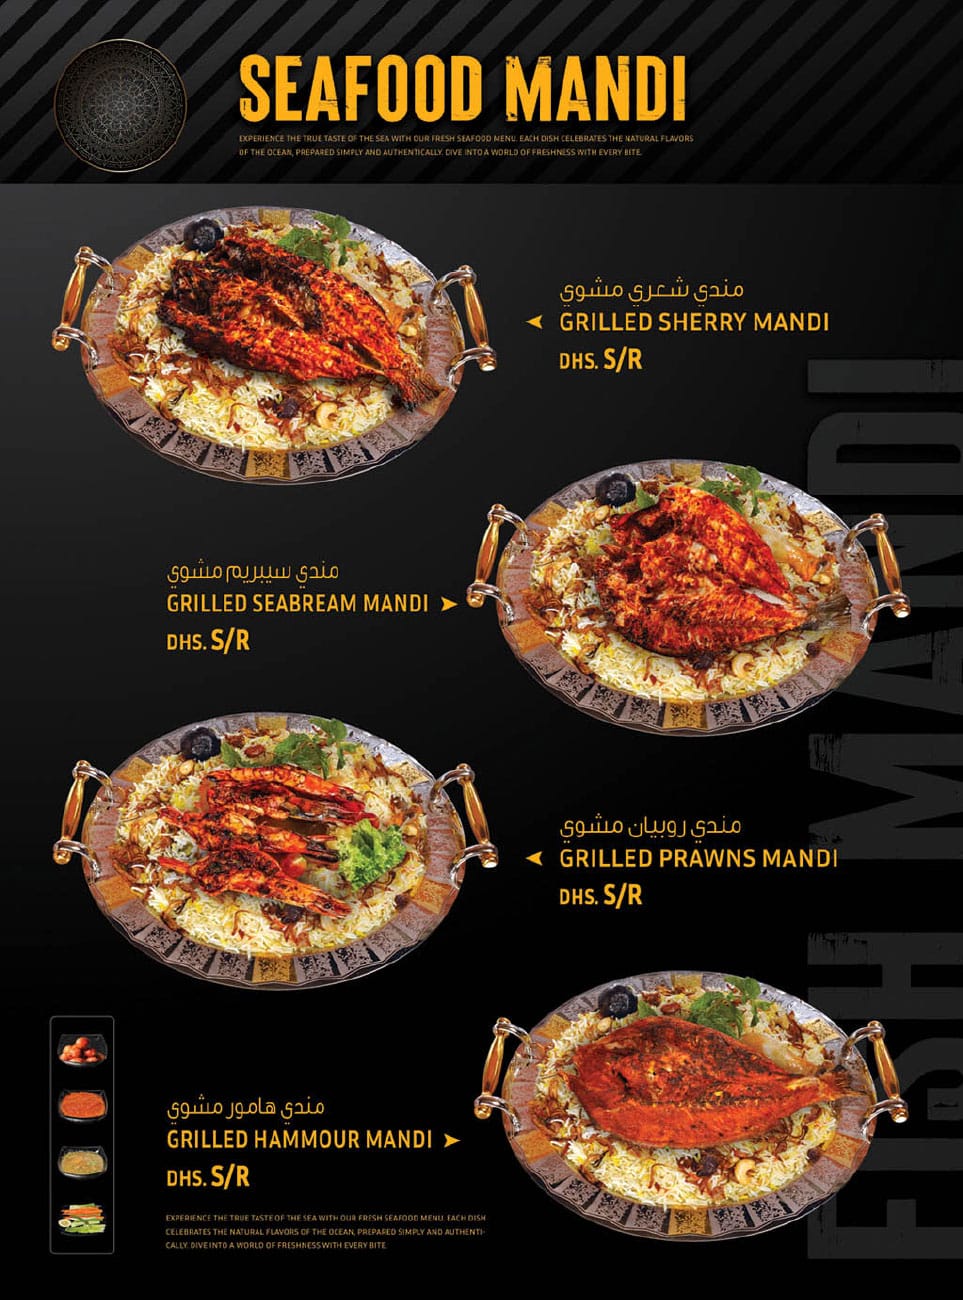 SEAFOOD MANDI
EXPERIENCE THE TRUE TASTE OF THE SEA WITH OUR FRESH SEAFOOD MENU. EACH DISH CELEBRATES THE NATURAL FLAVORS
OF THE OCEAN, PREPARED SIMPLY AND AUTHENTICALLY. DIVE INTO A WORLD OF FRESHNESS WITH EVERY BITE.
مندي شعري مشوي
GRILLED SHERRY MANDI
DHS. S/R
مندي سيبريم مشوي
GRILLED SEABREAM MANDI
DHS. S/R
مندي روبيان مشوي
GRILLED PRAWNS MANDI
DHS. S/R
مندي هامور مشوي
GRILLED HAMMOUR MANDI
DHS. S/R
EXPERIENCE THE TRUE TASTE OF THE SEA WITH OUR FRESH SEAFOOD MENU. EACH DISH
CELEBRATES THE NATURAL FLAVORS OF THE OCEAN, PREPARED SIMPLY AND AUTHENTI-
CALLY. DIVE INTO A WORLD OF FRESHNESS WITH EVERY BITE.
FISH MANDI